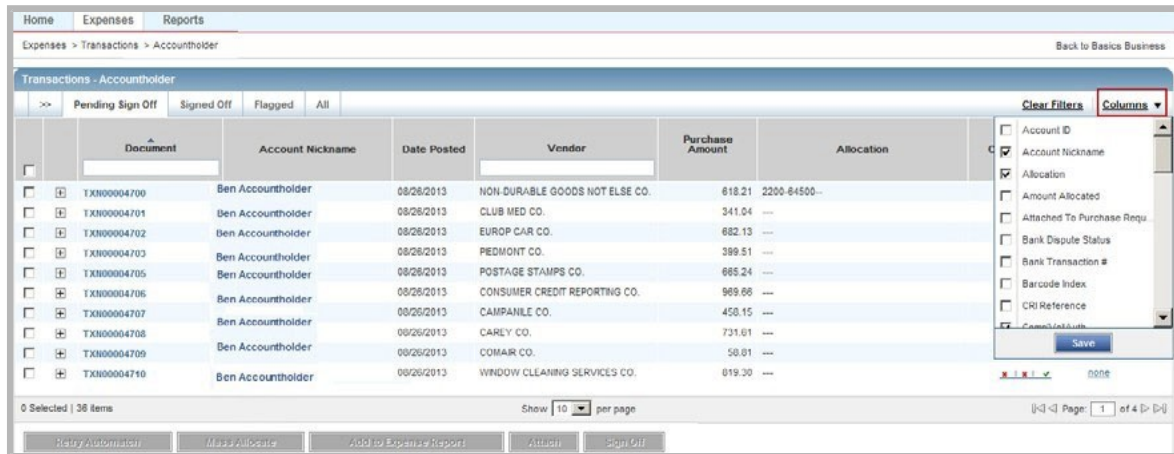 Home Expenses Reports
Expenses > Transactions > Accountholder Back to Basics Business
Transactions - Accountholder
>> Pending Sign Off Signed Off Flagged All Clear Filters Columns ▼
Document Account Nickname Date Posted Vendor Purchase Amount Allocation C
TXN00004700 Ben Accountholder 08/26/2013 NON-DURABLE GOODS NOT ELSE CO. 618.21 2200-64500--
TXN00004701 Ben Accountholder 08/26/2013 CLUB MED CO. 341.04 ---
TXN00004702 Ben Accountholder 08/26/2013 EUROP CAR CO. 682.13 ---
TXN00004703 Ben Accountholder 08/26/2013 PIEDMONT CO. 399.51 ---
TXN00004705 Ben Accountholder 08/26/2013 POSTAGE STAMPS CO. 665.24 ---
TXN00004706 Ben Accountholder 08/26/2013 CONSUMER CREDIT REPORTING CO. 969.66 ---
TXN00004707 Ben Accountholder 08/26/2013 CAMPANILE CO. 458.15 ---
TXN00004708 08/26/2013 CAREY CO. 731.61 ---
TXN00004709 Ben Accountholder 08/26/2013 COMAIR CO. 58.81 ---
TXN00004710 Ben Accountholder 08/26/2013 WINDOW CLEANING SERVICES CO. 819.30 --- none
Account ID
Account Nickname
Allocation
Amount Allocated
Attached To Purchase Requ...
Bank Dispute Status
Bank Transaction #
Barcode Index
CRI Reference
Comp|Val|Auth
Save
0 Selected | 36 items Show 10 per page Page: 1 of 4
Retry Automatch Mass Allocate Add to Expense Report Attach Sign Off